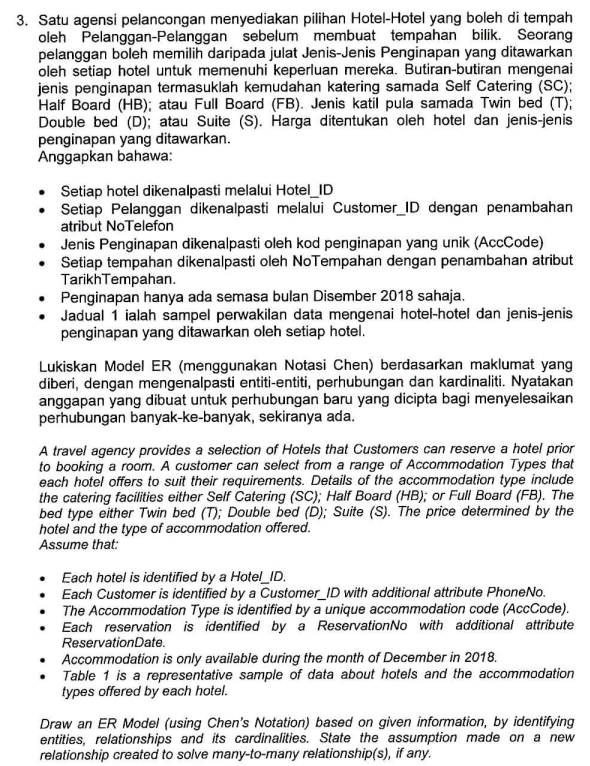 3. Satu agensi pelancongan menyediakan pilihan Hotel-Hotel yang boleh di tempah
oleh Pelanggan-Pelanggan sebelum membuat tempahan bilik. Seorang
pelanggan boleh memilih daripada julat Jenis-Jenis Penginapan yang ditawarkan
oleh setiap hotel untuk memenuhi keperluan mereka. Butiran-butiran mengenai
jenis penginapan termasuklah kemudahan katering samada Self Catering (SC);
Half Board (HB); atau Full Board (FB). Jenis katil pula samada Twin bed (T);
Double bed (D); atau Suite (S). Harga ditentukan oleh hotel dan jenis-jenis
penginapan yang ditawarkan.
Anggapkan bahawa:
• Setiap hotel dikenalpasti melalui Hotel_ID
• Setiap Pelanggan dikenalpasti melalui Customer_ID dengan penambahan
atribut NoTelefon
• Jenis Penginapan dikenalpasti oleh kod penginapan yang unik (AccCode)
• Setiap tempahan dikenalpasti oleh NoTempahan dengan penambahan atribut
TarikhTempahan.
• Penginapan hanya ada semasa bulan Disember 2018 sahaja.
• Jadual 1 ialah sampel perwakilan data mengenai hotel-hotel dan jenis-jenis
penginapan yang ditawarkan oleh setiap hotel.
Lukiskan Model ER (menggunakan Notasi Chen) berdasarkan maklumat yang
diberi, dengan mengenalpasti entiti-entiti, perhubungan dan kardinaliti. Nyatakan
anggapan yang dibuat untuk perhubungan baru yang dicipta bagi menyelesaikan
perhubungan banyak-ke-banyak, sekiranya ada.
A travel agency provides a selection of Hotels that Customers can reserve a hotel prior
to booking a room. A customer can select from a range of Accommodation Types that
each hotel offers to suit their requirements. Details of the accommodation type include
the catering facilities either Self Catering (SC); Half Board (HB); or Full Board (FB). The
bed type either Twin bed (T); Double bed (D); Suite (S). The price determined by the
hotel and the type of accommodation offered.
Assume that:
• Each hotel is identified by a Hotel_ID.
• Each Customer is identified by a Customer_ID with additional attribute PhoneNo.
• The Accommodation Type is identified by a unique accommodation code (AccCode).
• Each reservation is identified by a ReservationNo with additional attribute
ReservationDate.
• Accommodation is only available during the month of December in 2018.
• Table 1 is a representative sample of data about hotels and the accommodation
types offered by each hotel.
Draw an ER Model (using Chen's Notation) based on given information, by identifying
entities, relationships and its cardinalities. State the assumption made on a new
relationship created to solve many-to-many relationship(s), if any.